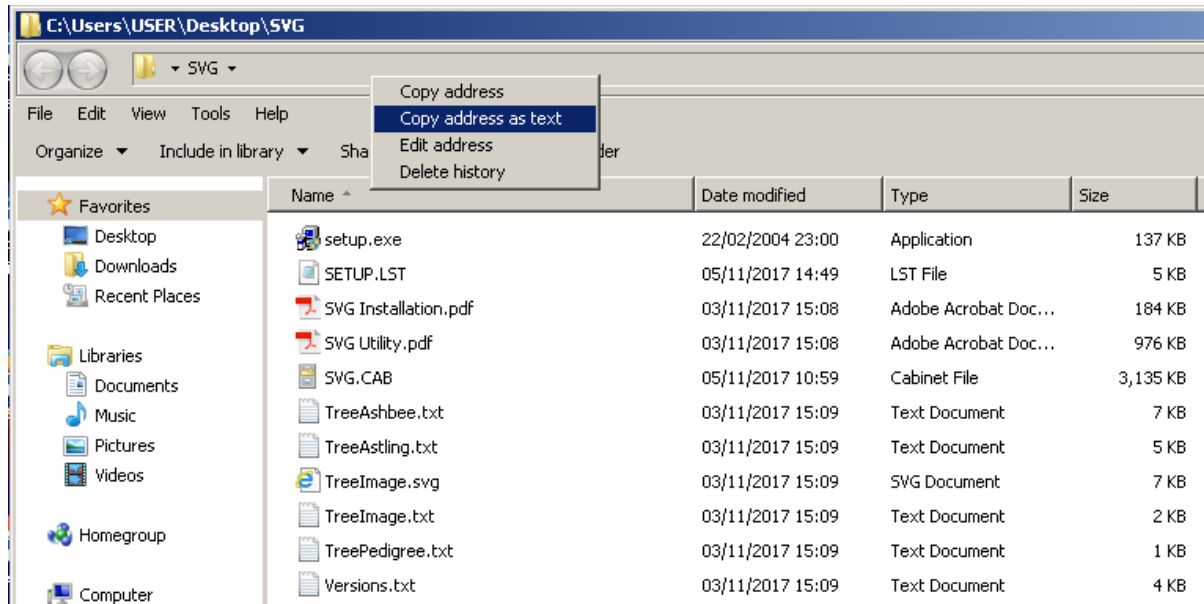 C:\Users\USER\Desktop\SVG
SVG
Copy address
Copy address as text
Edit address
Delete history
File Edit View Tools Help
Organize Include in library Sha der
Name Date modified Type Size
Favorites
Desktop
Downloads
Recent Places
Libraries
Documents
Music
Pictures
Videos
Homegroup
Computer
setup.exe 22/02/2004 23:00 Application 137 KB
SETUP.LST 05/11/2017 14:49 LST File 5 KB
SVG Installation.pdf 03/11/2017 15:08 Adobe Acrobat Doc... 184 KB
SVG Utility.pdf 03/11/2017 15:08 Adobe Acrobat Doc... 976 KB
SVG.CAB 05/11/2017 10:59 Cabinet File 3,135 KB
TreeAshbee.txt 03/11/2017 15:09 Text Document 7 KB
TreeAstling.txt 03/11/2017 15:09 Text Document 5 KB
TreeImage.svg 03/11/2017 15:09 SVG Document 7 KB
TreeImage.txt 03/11/2017 15:09 Text Document 2 KB
TreePedigree.txt 03/11/2017 15:09 Text Document 1 KB
Versions.txt 03/11/2017 15:09 Text Document 4 KB